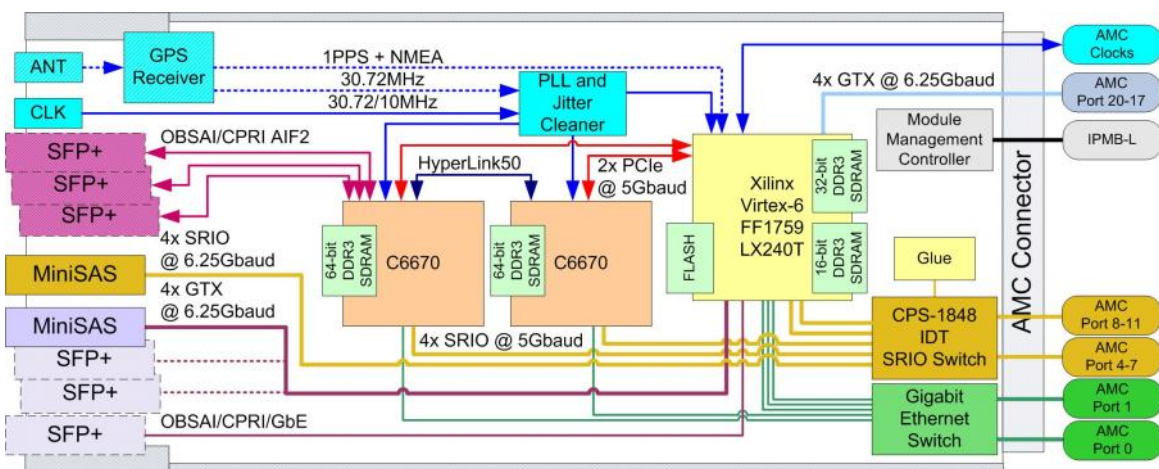 ANT
GPS
Receiver
CLK
1PPS + NMEA
30.72MHz
30.72/10MHz
PLL and
Jitter
Cleaner
4x GTX @ 6.25Gbaud
AMC
Clocks
AMC
Port 20-17
Module
Management
Controller
IPMB-L
AMC Connector
OBSAI/CPRI AIF2
SFP+
SFP+
SFP+
HyperLink50
2x PCIe
@ 5Gbaud
Xilinx
Virtex-6
FF1759
LX240T
32-bit
DDR3
SDRAM
16-bit
DDR3
SDRAM
FLASH
64-bit
DDR3
SDRAM
C6670
64-bit
DDR3
SDRAM
C6670
4x SRIO
@ 6.25Gbaud
MiniSAS
4x GTX
@ 6.25Gbaud
MiniSAS
SFP+
SFP+
4x SRIO @ 5Gbaud
Glue
CPS-1848
IDT
SRIO Switch
AMC
Port 8-11
AMC
Port 4-7
Gigabit
Ethernet
Switch
AMC
Port 1
AMC
Port 0
OBSAI/CPRI/GbE
SFP+